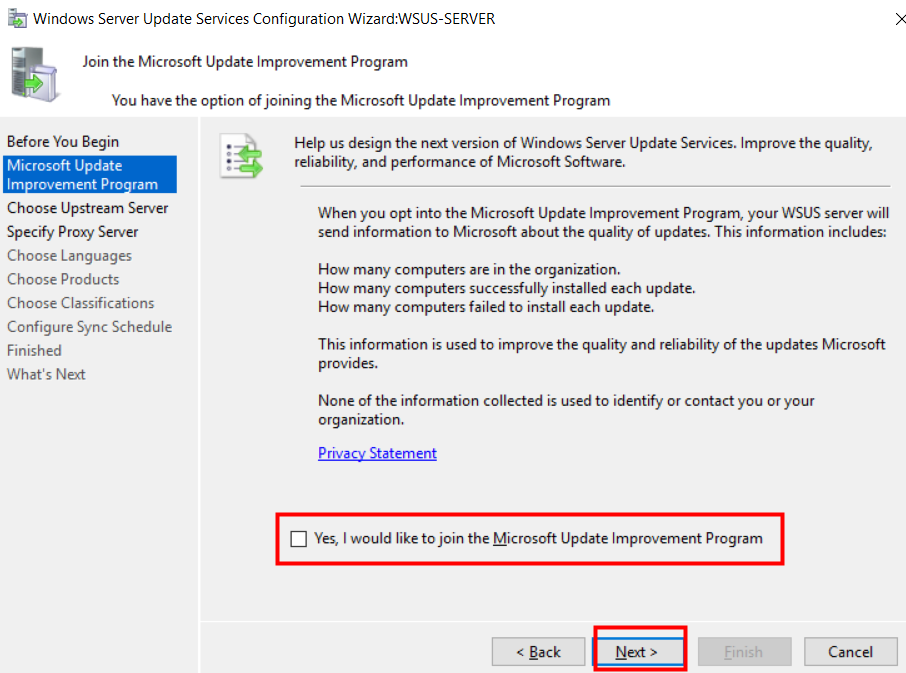 Windows Server Update Services Configuration Wizard:WSUS-SERVER
Join the Microsoft Update Improvement Program
You have the option of joining the Microsoft Update Improvement Program
Before You Begin
Microsoft Update
Improvement Program
Choose Upstream Server
Specify Proxy Server
Choose Languages
Choose Products
Choose Classifications
Configure Sync Schedule
Finished
What's Next
Help us design the next version of Windows Server Update Services. Improve the quality,
reliability, and performance of Microsoft Software.
When you opt into the Microsoft Update Improvement Program, your WSUS server will
send information to Microsoft about the quality of updates. This information includes:
How many computers are in the organization.
How many computers successfully installed each update.
How many computers failed to install each update.
This information is used to improve the quality and reliability of the updates Microsoft
provides.
None of the information collected is used to identify or contact you or your
organization.
Privacy Statement
Yes, I would like to join the Microsoft Update Improvement Program
< Back
Next >
Finish
Cancel